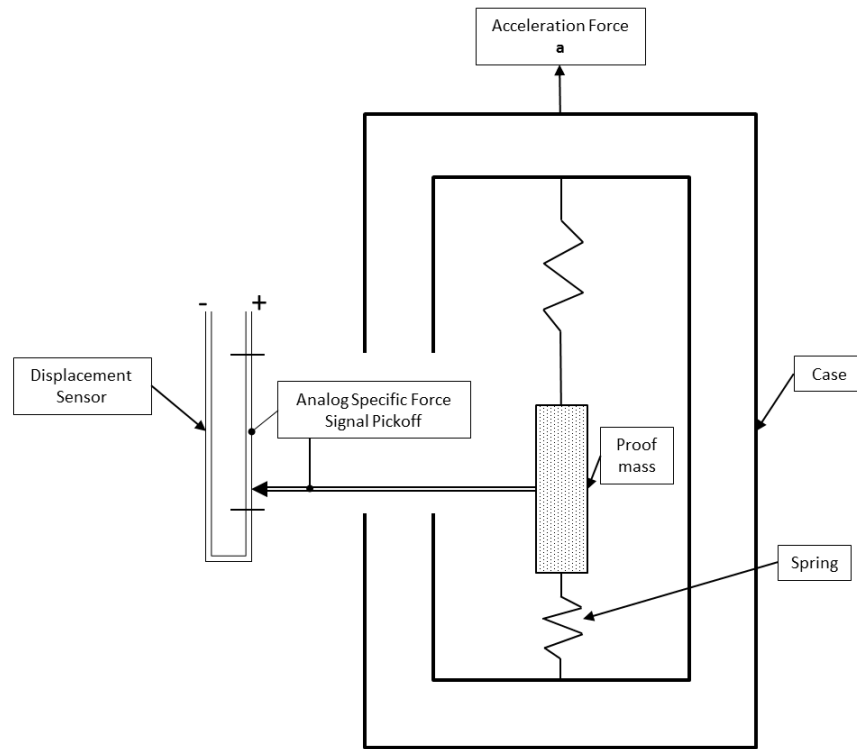 Acceleration Force
a
- +
Displacement
Sensor
Analog Specific Force
Signal Pickoff
Case
Proof
mass
Spring